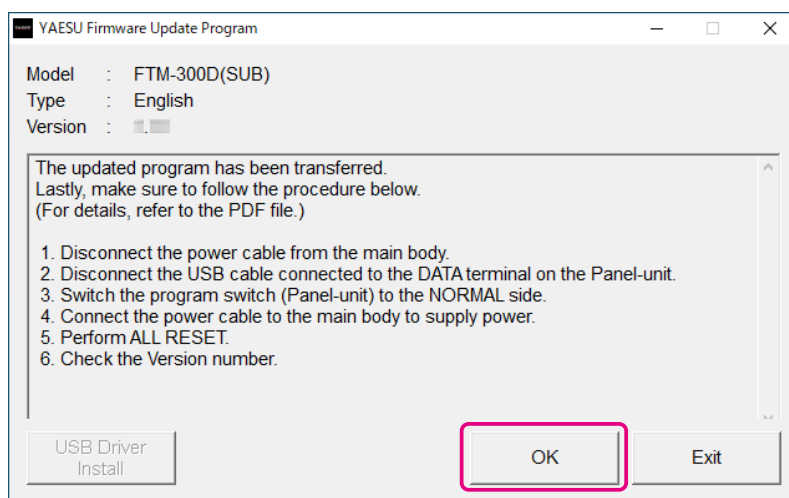 YAESU Firmware Update Program
Model : FTM-300D(SUB)
Type : English
Version :
The updated program has been transferred.
Lastly, make sure to follow the procedure below.
(For details, refer to the PDF file.)
1. Disconnect the power cable from the main body.
2. Disconnect the USB cable connected to the DATA terminal on the Panel-unit.
3. Switch the program switch (Panel-unit) to the NORMAL side.
4. Connect the power cable to the main body to supply power.
5. Perform ALL RESET.
6. Check the Version number.
USB Driver
Install
OK
Exit